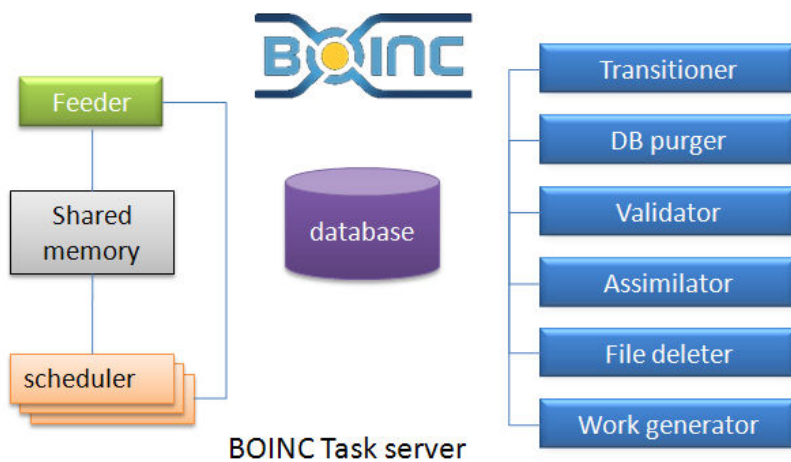 BOINC
Feeder
Shared
memory
scheduler
database
Transitioner
DB purger
Validator
Assimilator
File deleter
Work generator
BOINC Task server